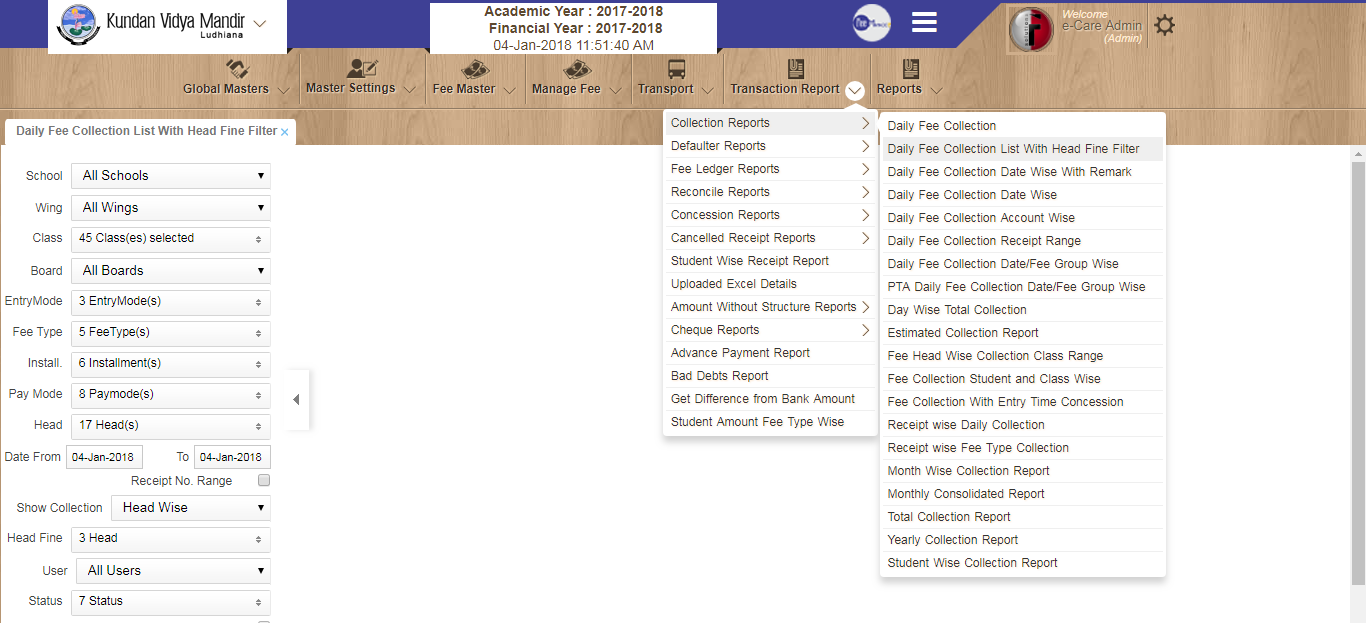 Kundan Vidya Mandir
Ludhiana
Academic Year : 2017-2018
Financial Year : 2017-2018
04-Jan-2018 11:51:40 AM
Welcome
e-Care Admin
(Admin)
Global Masters
Master Settings
Fee Master
Manage Fee
Transport
Transaction Report
Reports
Daily Fee Collection List With Head Fine Filter ×
School All Schools
Wing All Wings
Class 45 Class(es) selected
Board All Boards
EntryMode 3 EntryMode(s)
Fee Type 5 FeeType(s)
Install. 6 Installment(s)
Pay Mode 8 Paymode(s)
Head 17 Head(s)
Date From 04-Jan-2018 To 04-Jan-2018
Receipt No. Range
Show Collection Head Wise
Head Fine 3 Head
User All Users
Status 7 Status
Collection Reports
Defaulter Reports
Fee Ledger Reports
Reconcile Reports
Concession Reports
Cancelled Receipt Reports
Student Wise Receipt Report
Uploaded Excel Details
Amount Without Structure Reports
Cheque Reports
Advance Payment Report
Bad Debts Report
Get Difference from Bank Amount
Student Amount Fee Type Wise
Daily Fee Collection
Daily Fee Collection List With Head Fine Filter
Daily Fee Collection Date Wise With Remark
Daily Fee Collection Date Wise
Daily Fee Collection Account Wise
Daily Fee Collection Receipt Range
Daily Fee Collection Date/Fee Group Wise
PTA Daily Fee Collection Date/Fee Group Wise
Day Wise Total Collection
Estimated Collection Report
Fee Head Wise Collection Class Range
Fee Collection Student and Class Wise
Fee Collection With Entry Time Concession
Receipt wise Daily Collection
Receipt wise Fee Type Collection
Month Wise Collection Report
Monthly Consolidated Report
Total Collection Report
Yearly Collection Report
Student Wise Collection Report